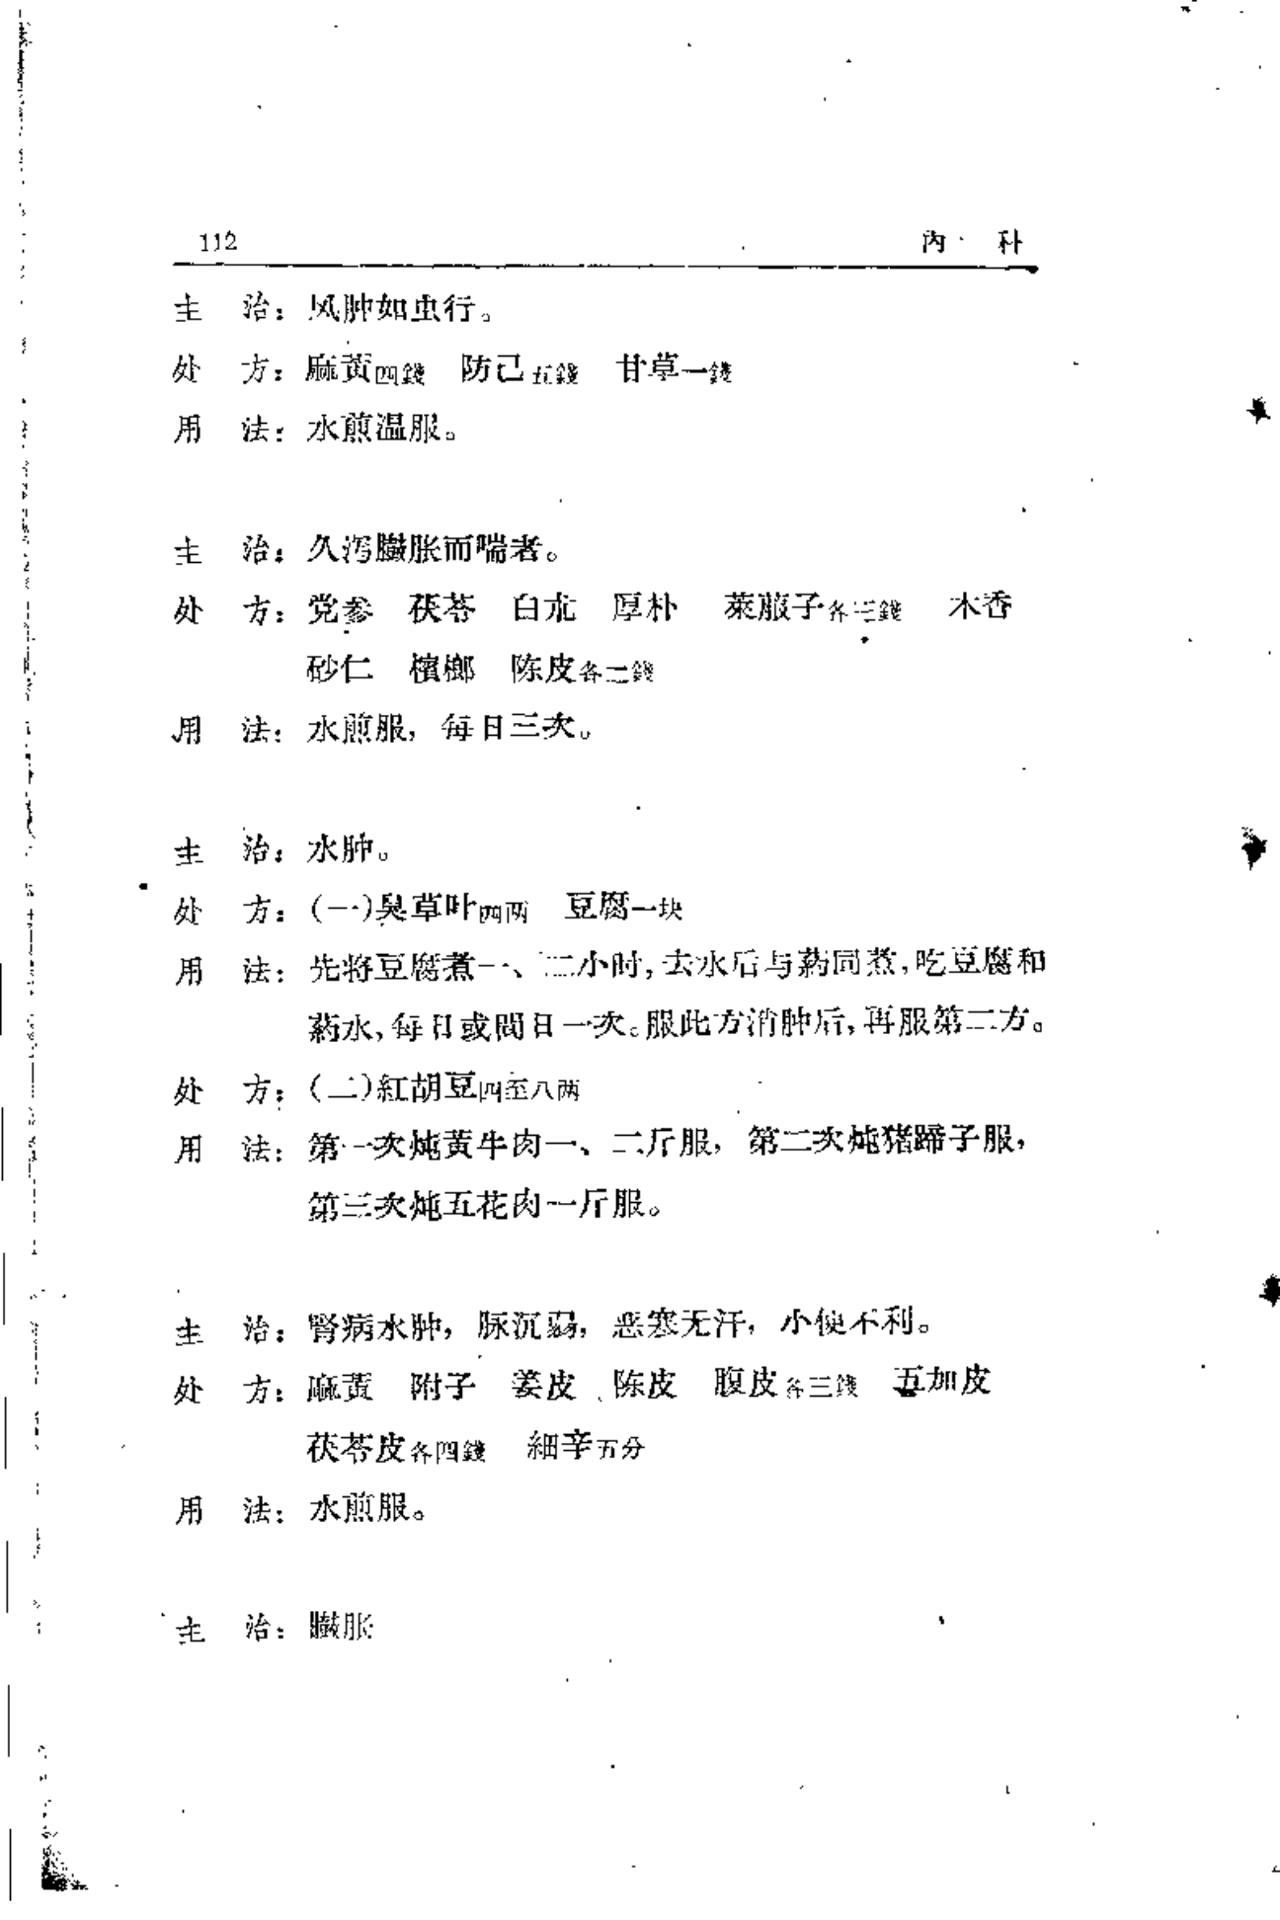 112 內科
主治：风肿如虫行。
处方：麻黃四錢 防己五錢 甘草一錢
用法：水煎温服。
主治：久泻臌胀而喘者。
处方：党参 茯苓 白朮 厚朴 萊菔子各三錢 木香
砂仁 檳榔 陈皮各二錢
用法：水煎服，每日三次。
主治：水肿。
处方：(一)臭草叶四两 豆腐一块
用法：先将豆腐煮一、二小时，去水后与葯同煮，吃豆腐和
葯水，每日或間日一次。服此方消肿后，再服第二方。
处方：(二)紅胡豆四至八两
用法：第一次炖黄牛肉一、二斤服，第二次炖猪蹄子服，
第三次炖五花肉一斤服。
主治：腎病水肿，脉沉弱，恶寒无汗，小便不利。
处方：麻黃 附子 姜皮 陈皮 腹皮各三錢 五加皮
茯苓皮各四錢 細辛五分
用法：水煎服。
主治：臌胀